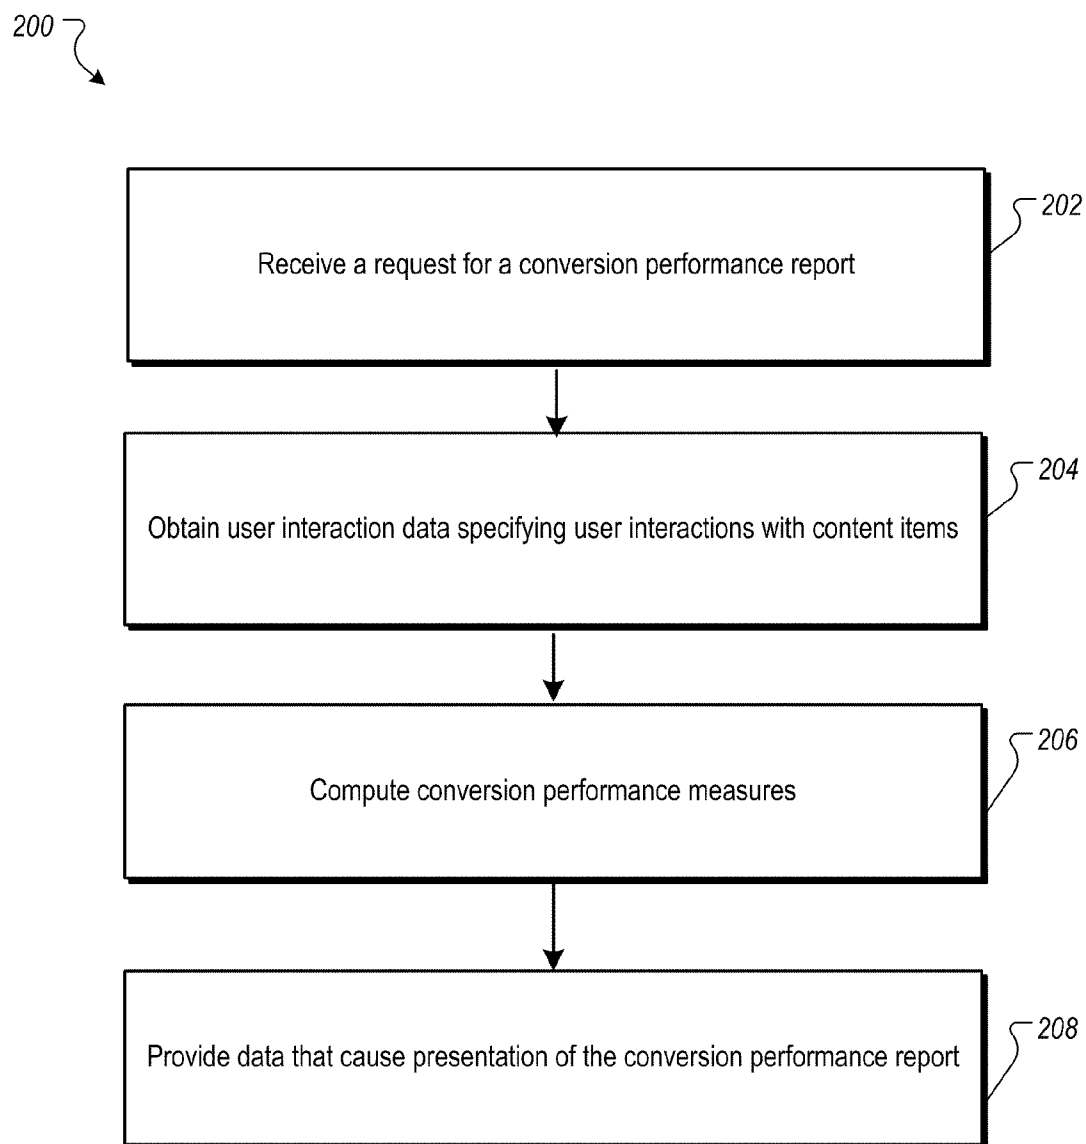 200
Receive a request for a conversion performance report
202
Obtain user interaction data specifying user interactions with content items
204
Compute conversion performance measures
206
Provide data that cause presentation of the conversion performance report
208